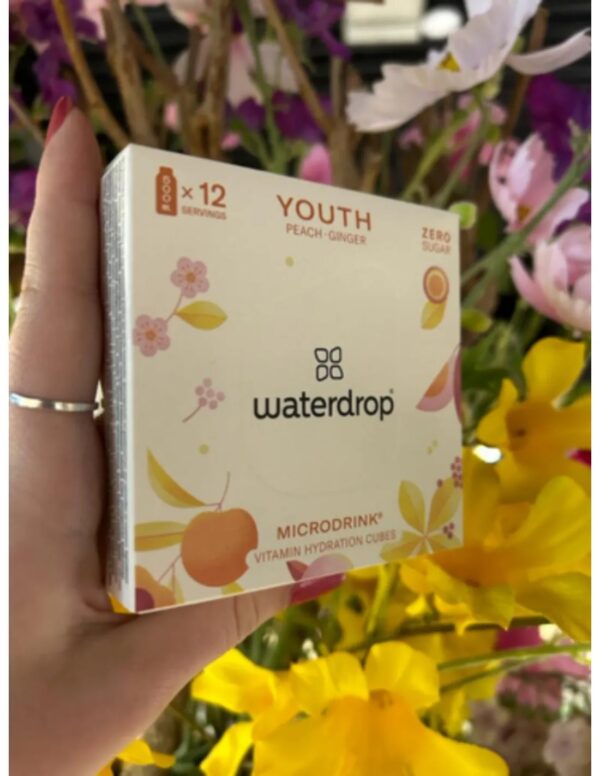 × 12
SERVINGS
YOUTH
PEACH·GINGER
ZERO
SUGAR
waterdrop®
MICRODRINK®
VITAMIN HYDRATION CUBES